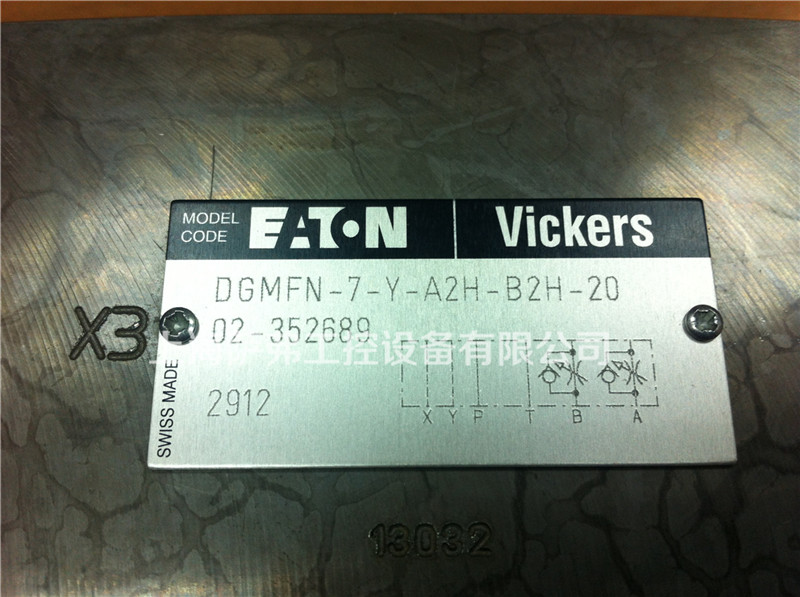 MODEL CODE EATON Vickers
DGMFN-7-Y-A2H-B2H-20
02-352689
2912
X Y P T B A
SWISS MADE
X3
13032
工控设备有限公司